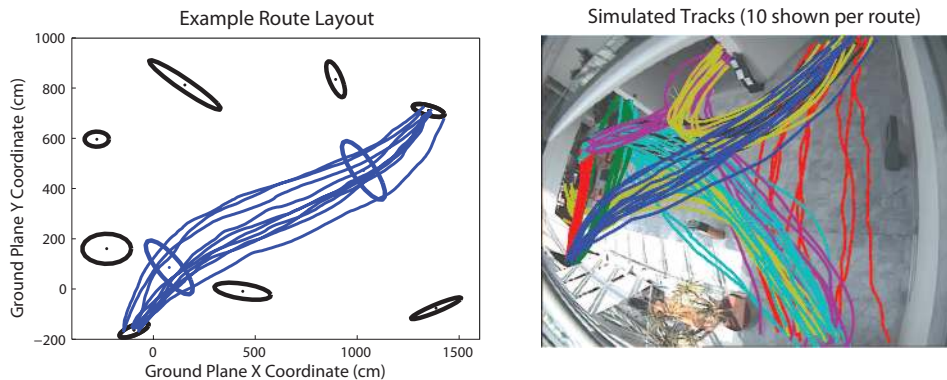 Example Route Layout
Simulated Tracks (10 shown per route)
Ground Plane Y Coordinate (cm)
1000
800
600
400
200
0
−200
0
500
1000
1500
Ground Plane X Coordinate (cm)